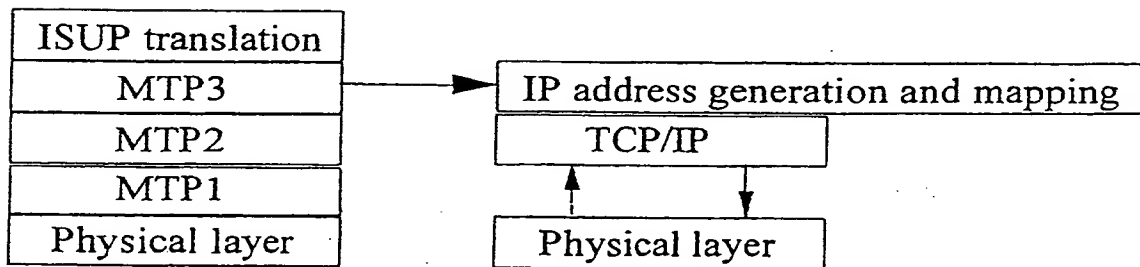 ISUP translation
MTP3
MTP2
MTP1
Physical layer
IP address generation and mapping
TCP/IP
Physical layer